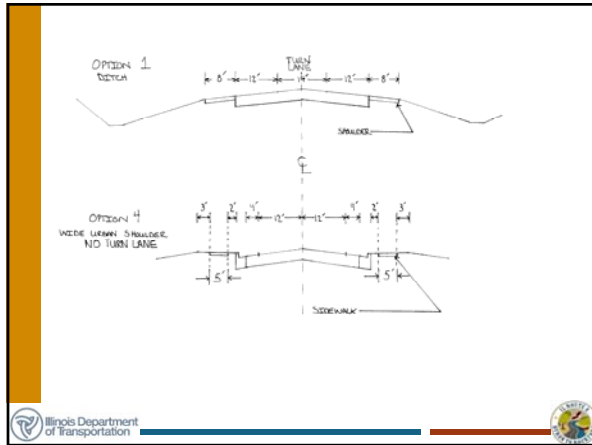 OPTION 1
DITCH
TURN
LANE
8' 12' 14' 12' 8'
SHOULDER
CL
OPTION 4
WIDE URBAN SHOULDER
NO TURN LANE
3' 2' 4' 12' 12' 4' 2' 3'
5' 5'
SIDEWALK
Illinois Department
of Transportation